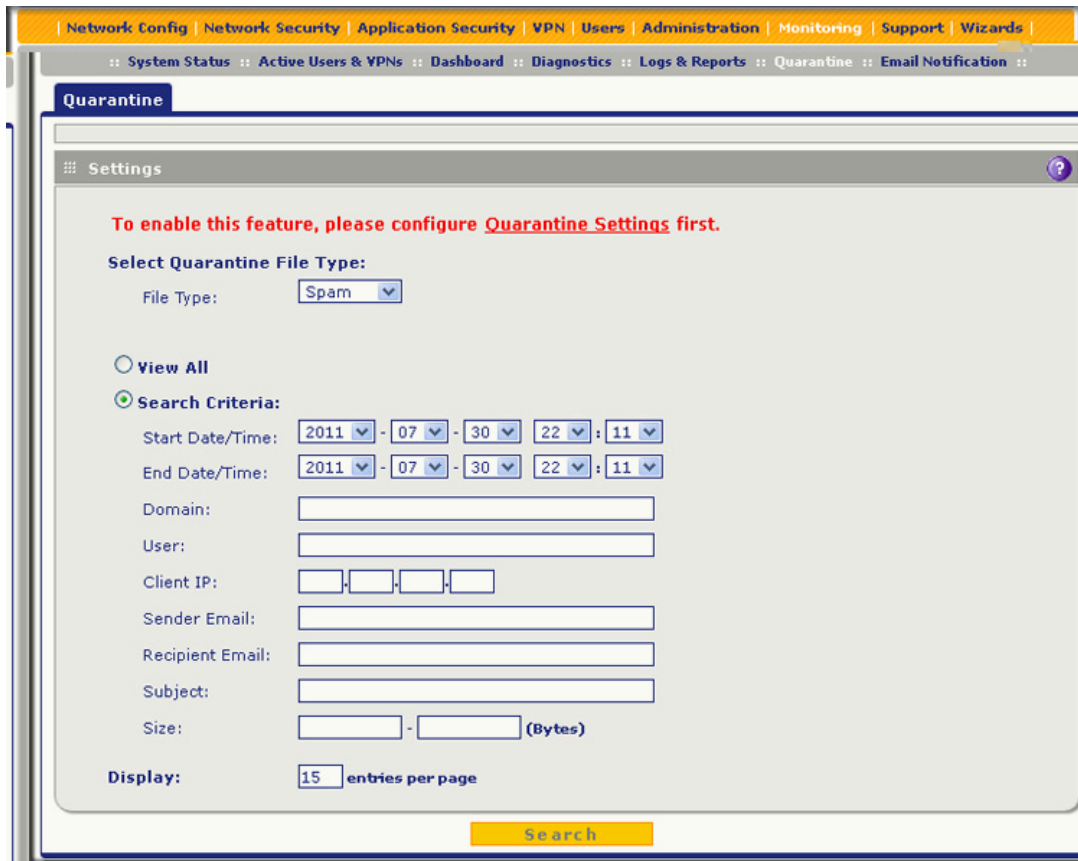 | Network Config | Network Security | Application Security | VPN | Users | Administration | Monitoring | Support | Wizards |
:: System Status :: Active Users & VPNs :: Dashboard :: Diagnostics :: Logs & Reports :: Quarantine :: Email Notification ::
Quarantine
Settings ?
To enable this feature, please configure Quarantine Settings first.
Select Quarantine File Type:
File Type: Spam
View All
Search Criteria:
Start Date/Time: 2011 - 07 - 30 22 : 11
End Date/Time: 2011 - 07 - 30 22 : 11
Domain:
User:
Client IP: . . .
Sender Email:
Recipient Email:
Subject:
Size: - (Bytes)
Display: 15 entries per page
Search